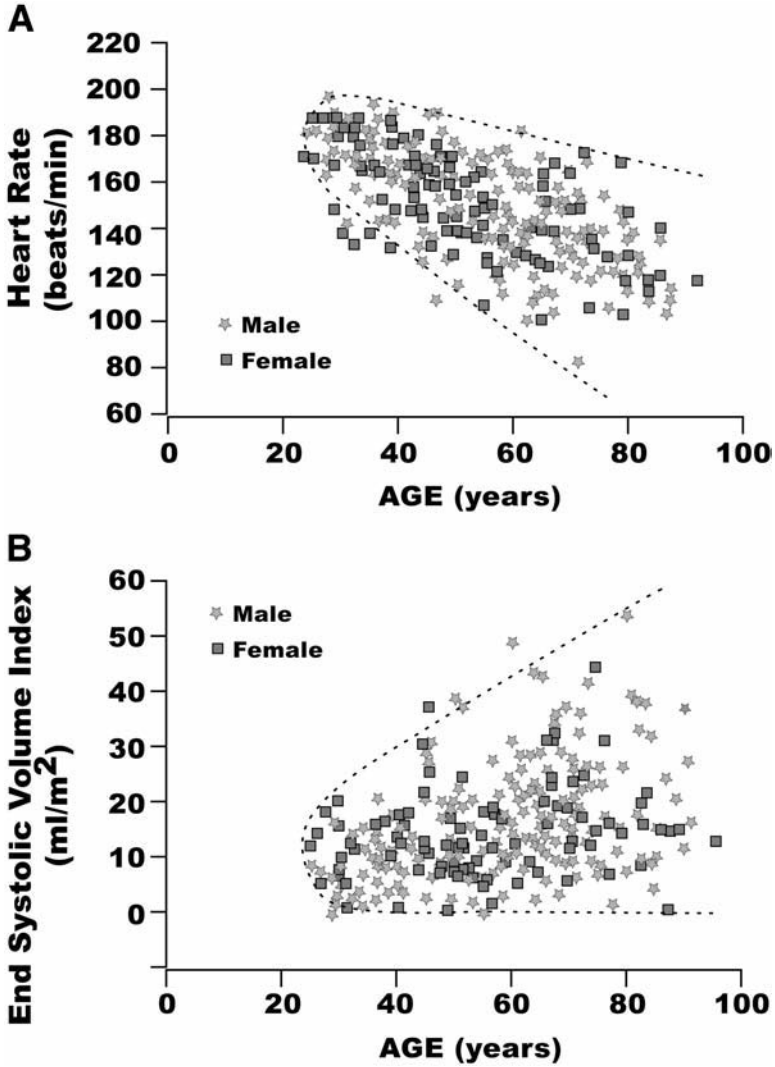 A
Heart Rate
(beats/min)
220
200
180
160
140
120
100
80
60
Male
Female
0 20 40 60 80 100
AGE (years)
B
End Systolic Volume Index
(ml/m²)
60
50
40
30
20
10
0
Male
Female
0 20 40 60 80 100
AGE (years)